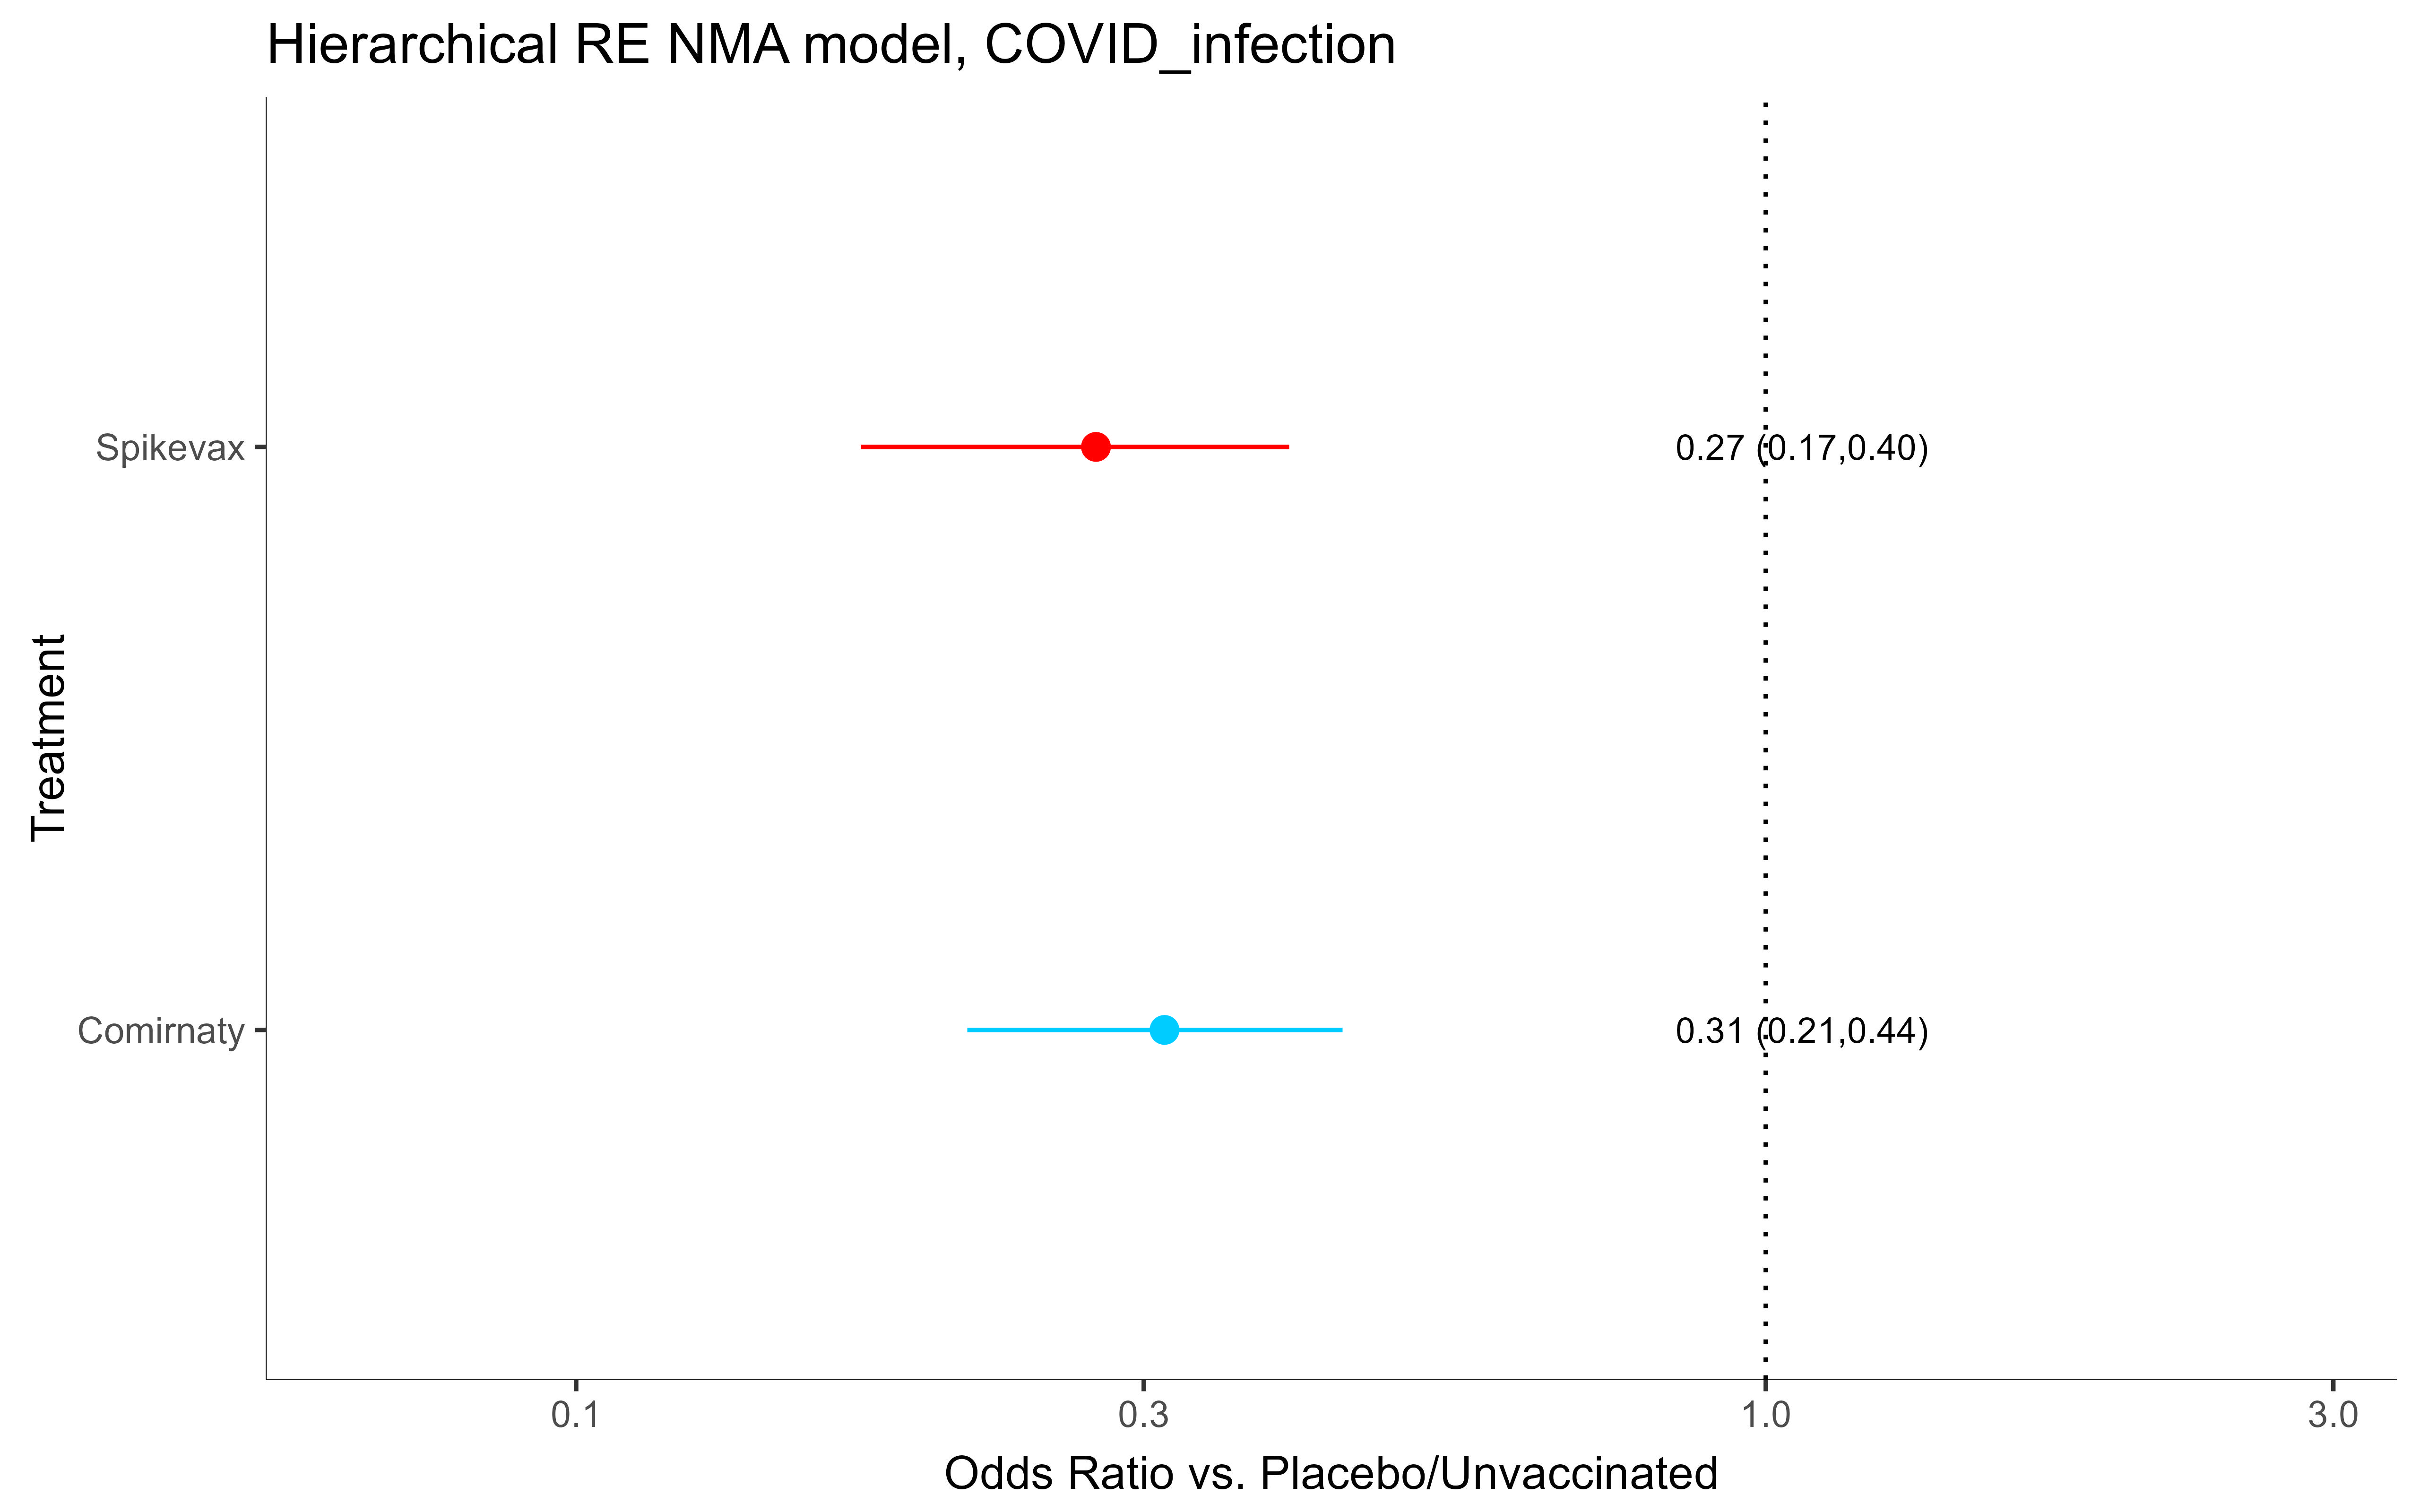 Hierarchical RE NMA model, COVID_infection
Treatment
Spikevax
0.27 (0.17,0.40)
Comirnaty
0.31 (0.21,0.44)
0.1
0.3
1.0
3.0
Odds Ratio vs. Placebo/Unvaccinated